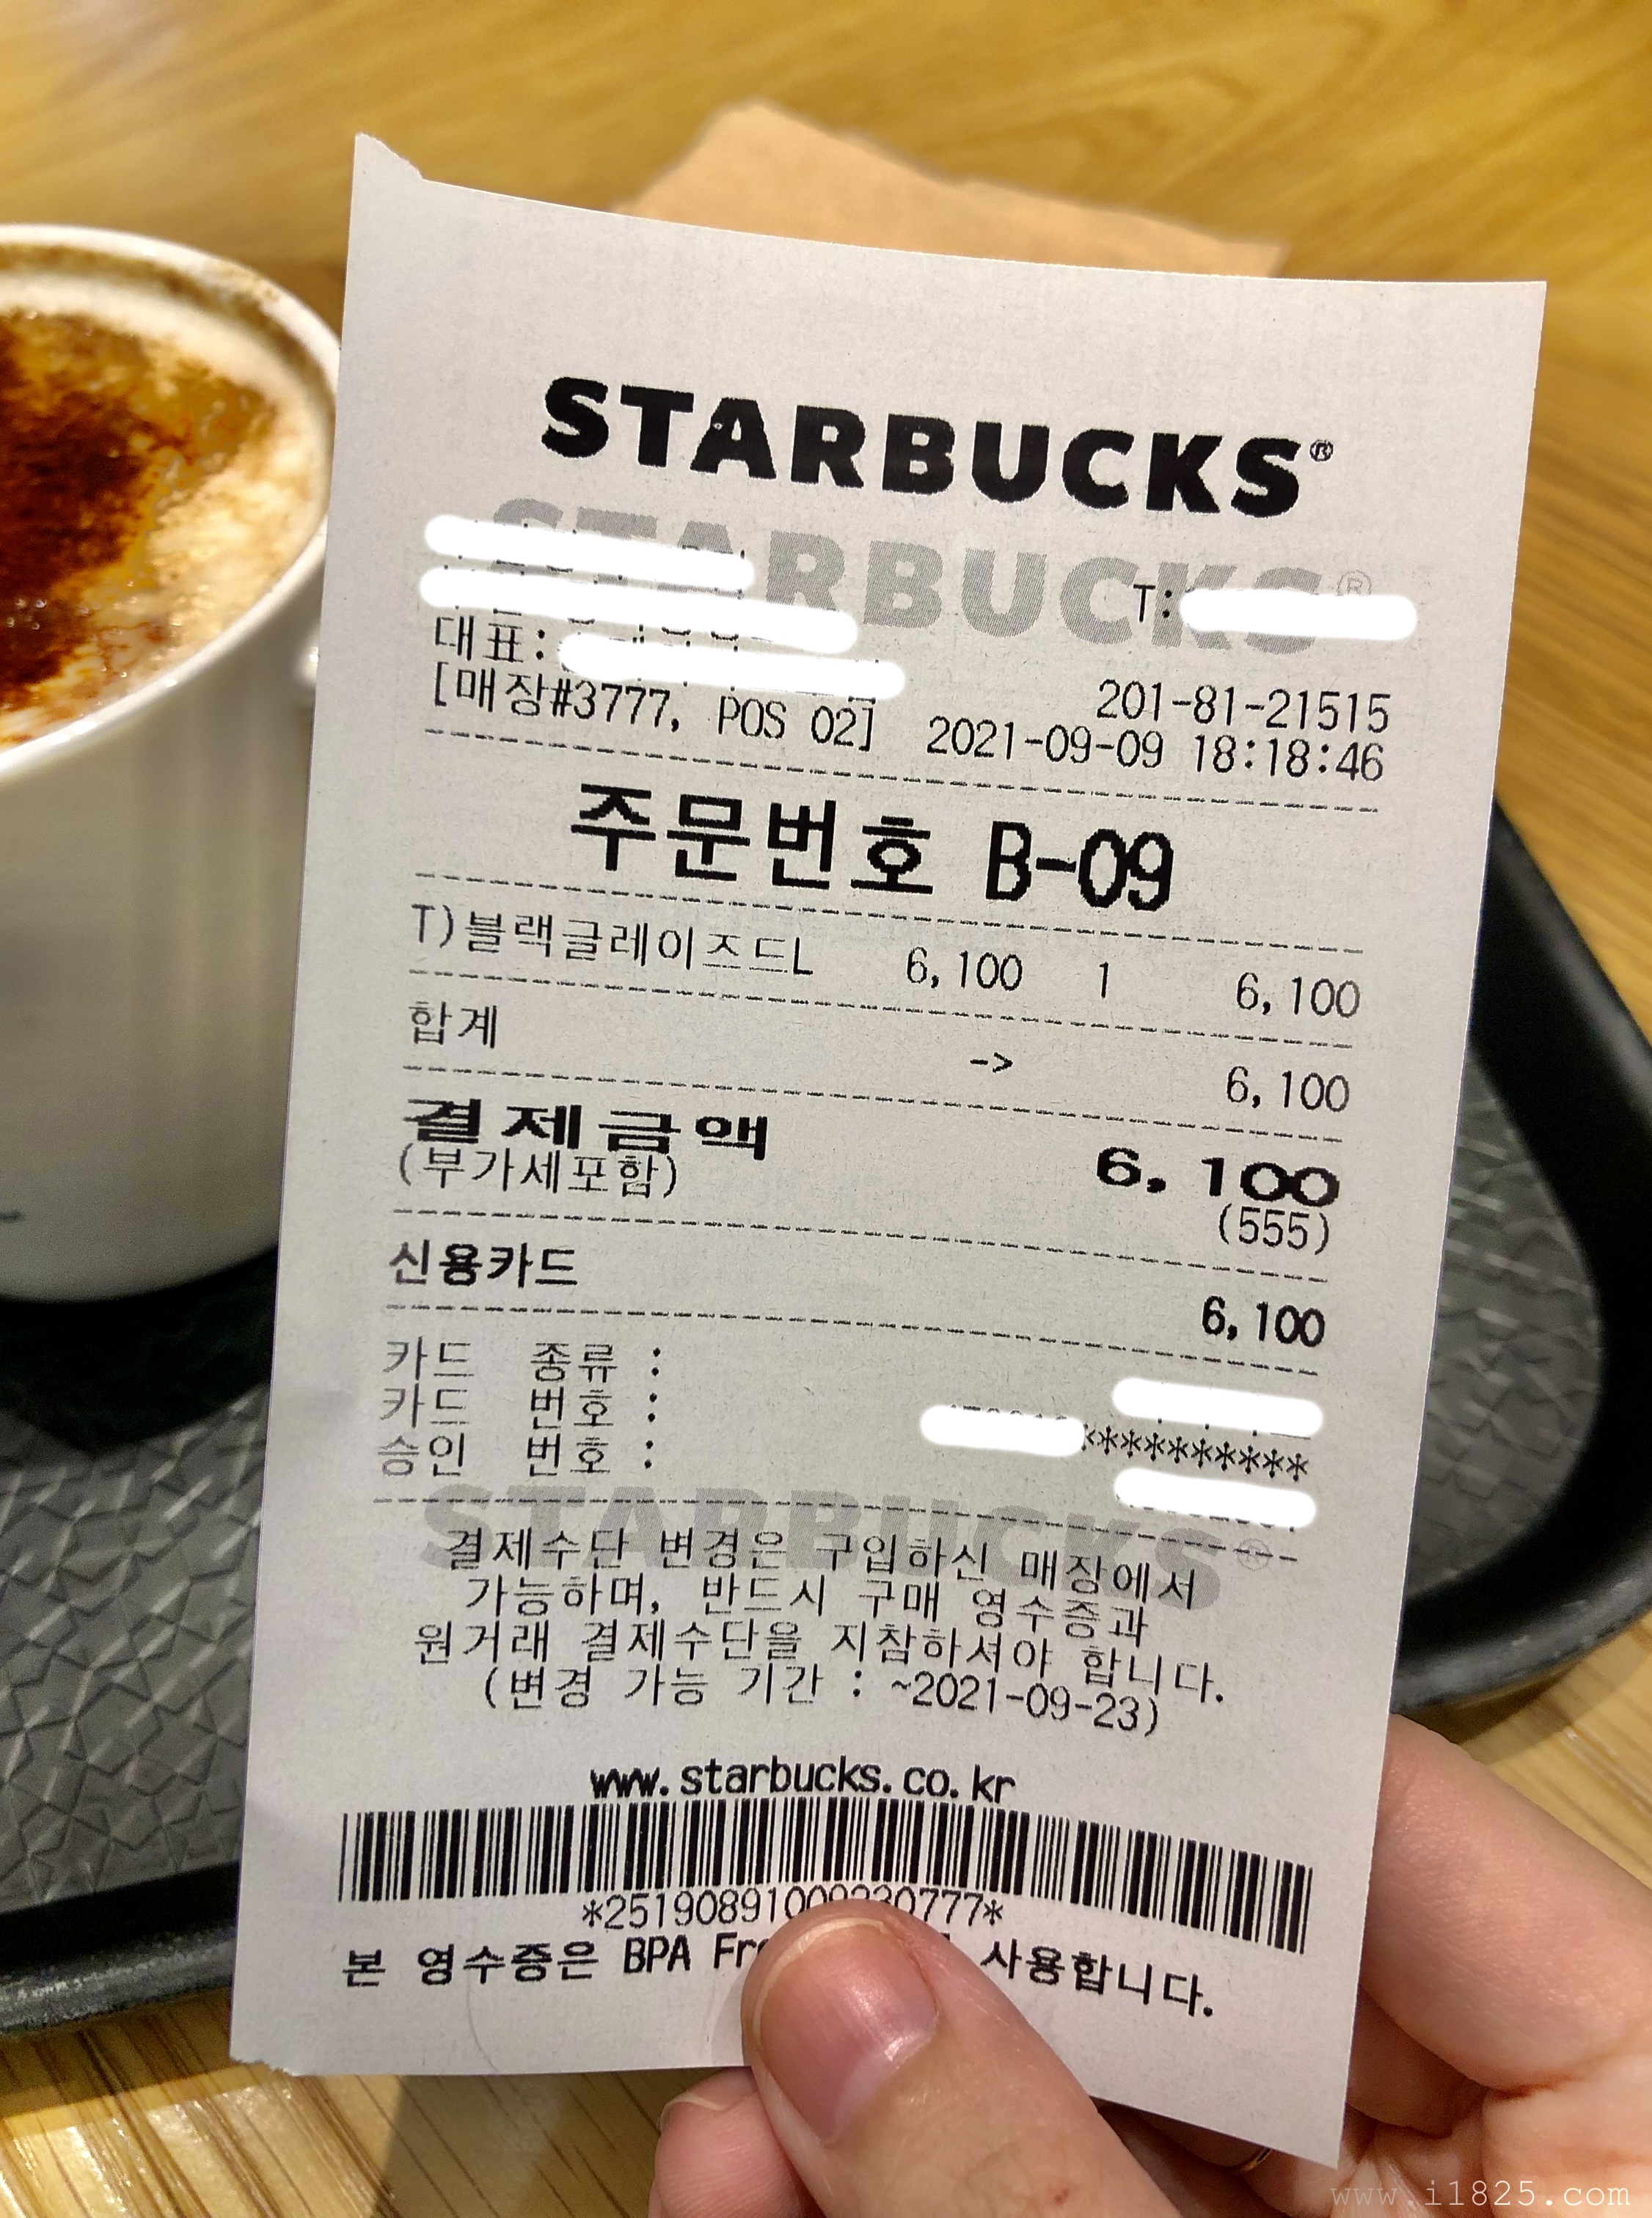 STARBUCKS®
STARBUCKS®
T:
대표:
201-81-21515
[매장#3777, POS 02] 2021-09-09 18:18:46
주문번호 B-09
T)블랙글레이즈드L 6,100 1 6,100
합계 -> 6,100
결제금액 6,100
(부가세포함) (555)
신용카드 6,100
카드 종류 :
카드 번호 : **********
승인 번호 :
STARBUCKS®
결제수단 변경은 구입하신 매장에서
가능하며, 반드시 구매 영수증과
원거래 결제수단을 지참하셔야 합니다.
(변경 가능 기간 : ~2021-09-23)
www.starbucks.co.kr
본 영수증은 BPA 사용합니다.
www.i1825.com